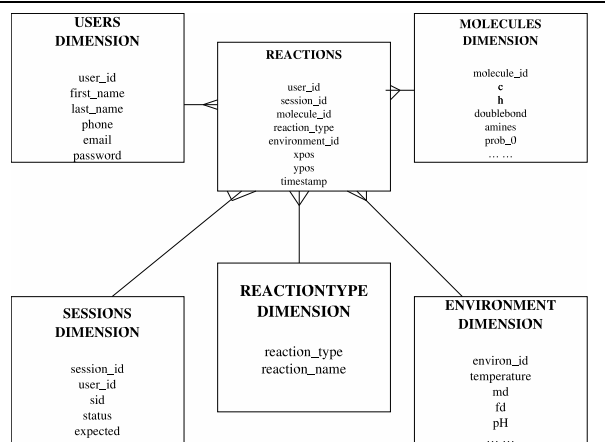 USERS
DIMENSION
user_id
first_name
last_name
phone
email
password
REACTIONS
user_id
session_id
molecule_id
reaction_type
environment_id
xpos
ypos
timestamp
MOLECULES
DIMENSION
molecule_id
c
h
doublebond
amines
prob_0
... ...
SESSIONS
DIMENSION
session_id
user_id
sid
status
expected
REACTIONTYPE
DIMENSION
reaction_type
reaction_name
ENVIRONMENT
DIMENSION
environ_id
temperature
md
fd
pH
... ...